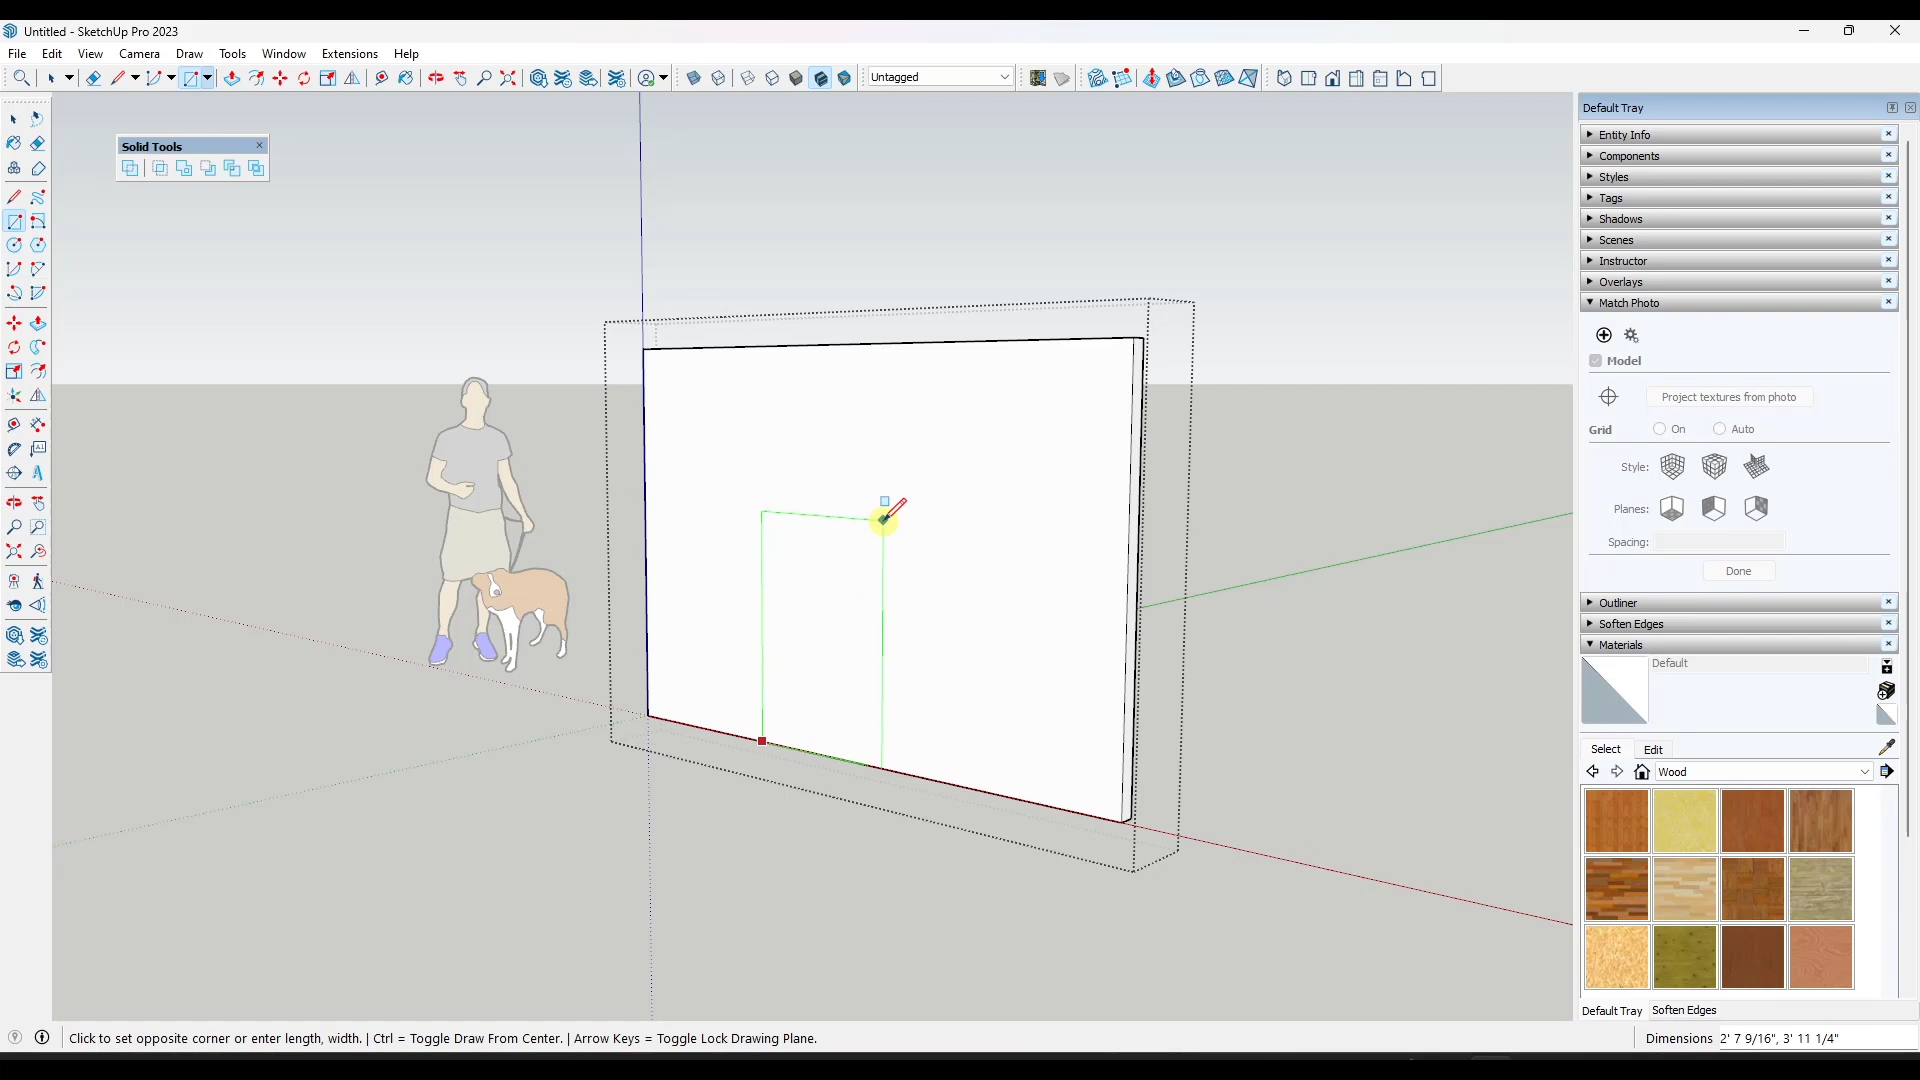 Untitled - SketchUp Pro 2023
File Edit View Camera Draw Tools Window Extensions Help
Untagged
Solid Tools
A1
Default Tray
Entity Info
Components
Styles
Tags
Shadows
Scenes
Instructor
Overlays
Match Photo
Model
Project textures from photo
Grid On Auto
Style:
Planes:
Spacing:
Done
Outliner
Soften Edges
Materials
Default
Select Edit
Wood
Default Tray Soften Edges
Click to set opposite corner or enter length, width. | Ctrl = Toggle Draw From Center. | Arrow Keys = Toggle Lock Drawing Plane.
Dimensions 2' 7 9/16", 3' 11 1/4"